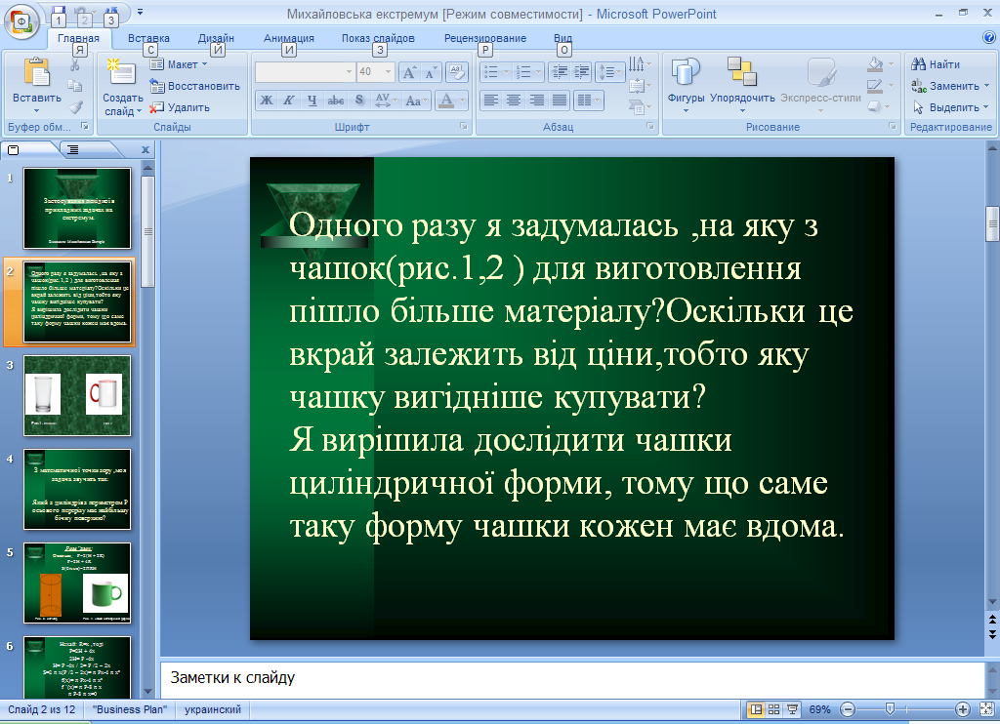 Михайловська екстремум [Режим совместимости] - Microsoft PowerPoint
1 2 3
Главная Вставка Дизайн Анимация Показ слайдов Рецензирование Вид
Я С Й И З Р О
Вставить
Буфер обм...
Создать слайд
Макет
Восстановить
Удалить
Слайды
40
Ж К Ч abc S AV Aa A
Шрифт
Абзац
Фигуры Упорядочить Экспресс-стили
Рисование
Найти
Заменить
Выделить
Редактирование
1
Застосування похідної в
прикладних задачах на
екстремум.
2
Одного разу я задумалась ,на яку з
чашок(рис.1,2 ) для виготовлення
пішло більше матеріалу?Оскільки це
вкрай залежить від ціни,тобто яку
чашку вигідніше купувати?
Я вирішила дослідити чашки
циліндричної форми, тому що саме
таку форму чашки кожен має вдома.
3
4
З математичної точки зору ,моя
задача звучить так:
Який з циліндрів з периметром Р
осьового перерізу має найбільшу
бічну поверхню?
5
6
Одного разу я задумалась ,на яку з
чашок(рис.1,2 ) для виготовлення
пішло більше матеріалу?Оскільки це
вкрай залежить від ціни,тобто яку
чашку вигідніше купувати?
Я вирішила дослідити чашки
циліндричної форми, тому що саме
таку форму чашки кожен має вдома.
Заметки к слайду
Слайд 2 из 12 "Business Plan" украинский 69%